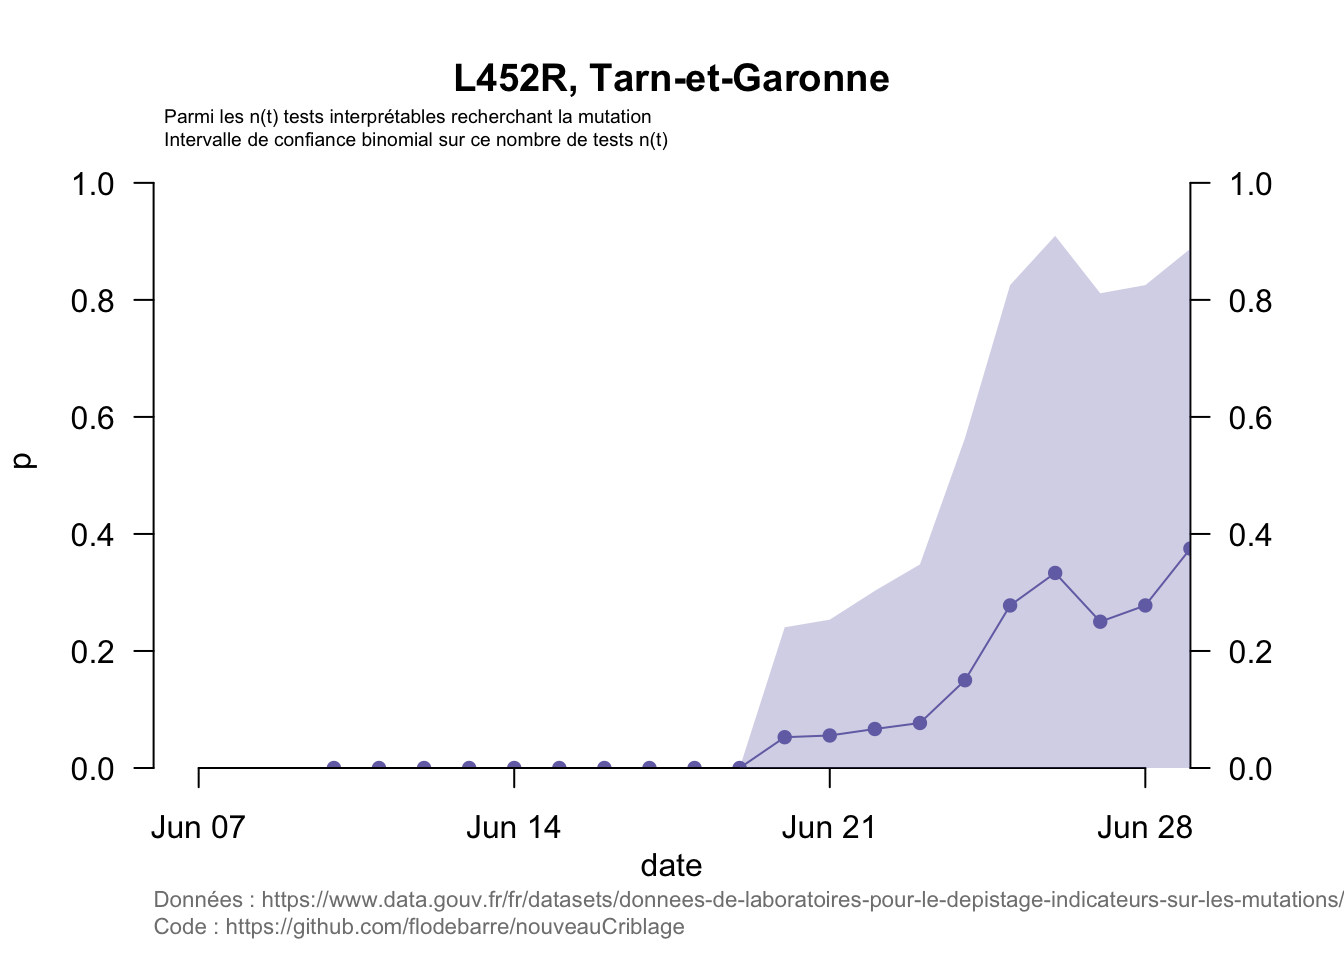 L452R, Tarn-et-Garonne
Parmi les n(t) tests interprétables recherchant la mutation
Intervalle de confiance binomial sur ce nombre de tests n(t)
1.0 1.0
0.8 0.8
0.6 0.6
p
0.4 0.4
0.2 0.2
0.0 0.0
Jun 07 Jun 14 Jun 21 Jun 28
date
Données : https://www.data.gouv.fr/fr/datasets/donnees-de-laboratoires-pour-le-depistage-indicateurs-sur-les-mutations/
Code : https://github.com/flodebarre/nouveauCriblage